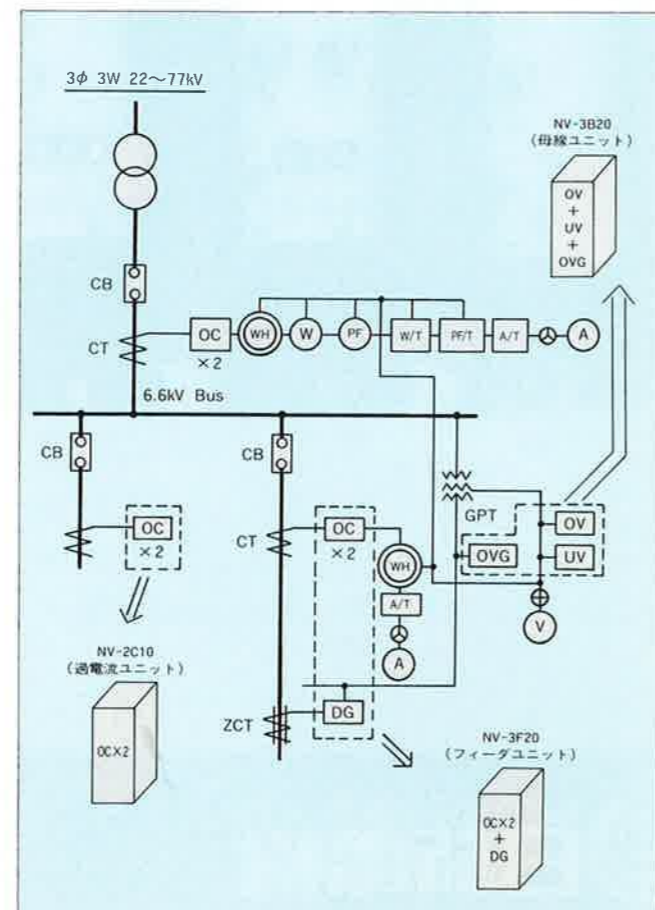 3φ 3W 22〜77kV
NV-3B20
(母線ユニット)
OV
+
UV
+
OVG
CB
CT
OC
×2
WH
W
PF
W/T
PF/T
A/T
A
6.6kV Bus
CB
OC
×2
CB
CT
OC
×2
WH
A/T
A
GPT
OVG
OV
UV
V
ZCT
DG
NV-2C10
(過電流ユニット)
OC×2
NV-3F20
(フィーダユニット)
OC×2
+
DG